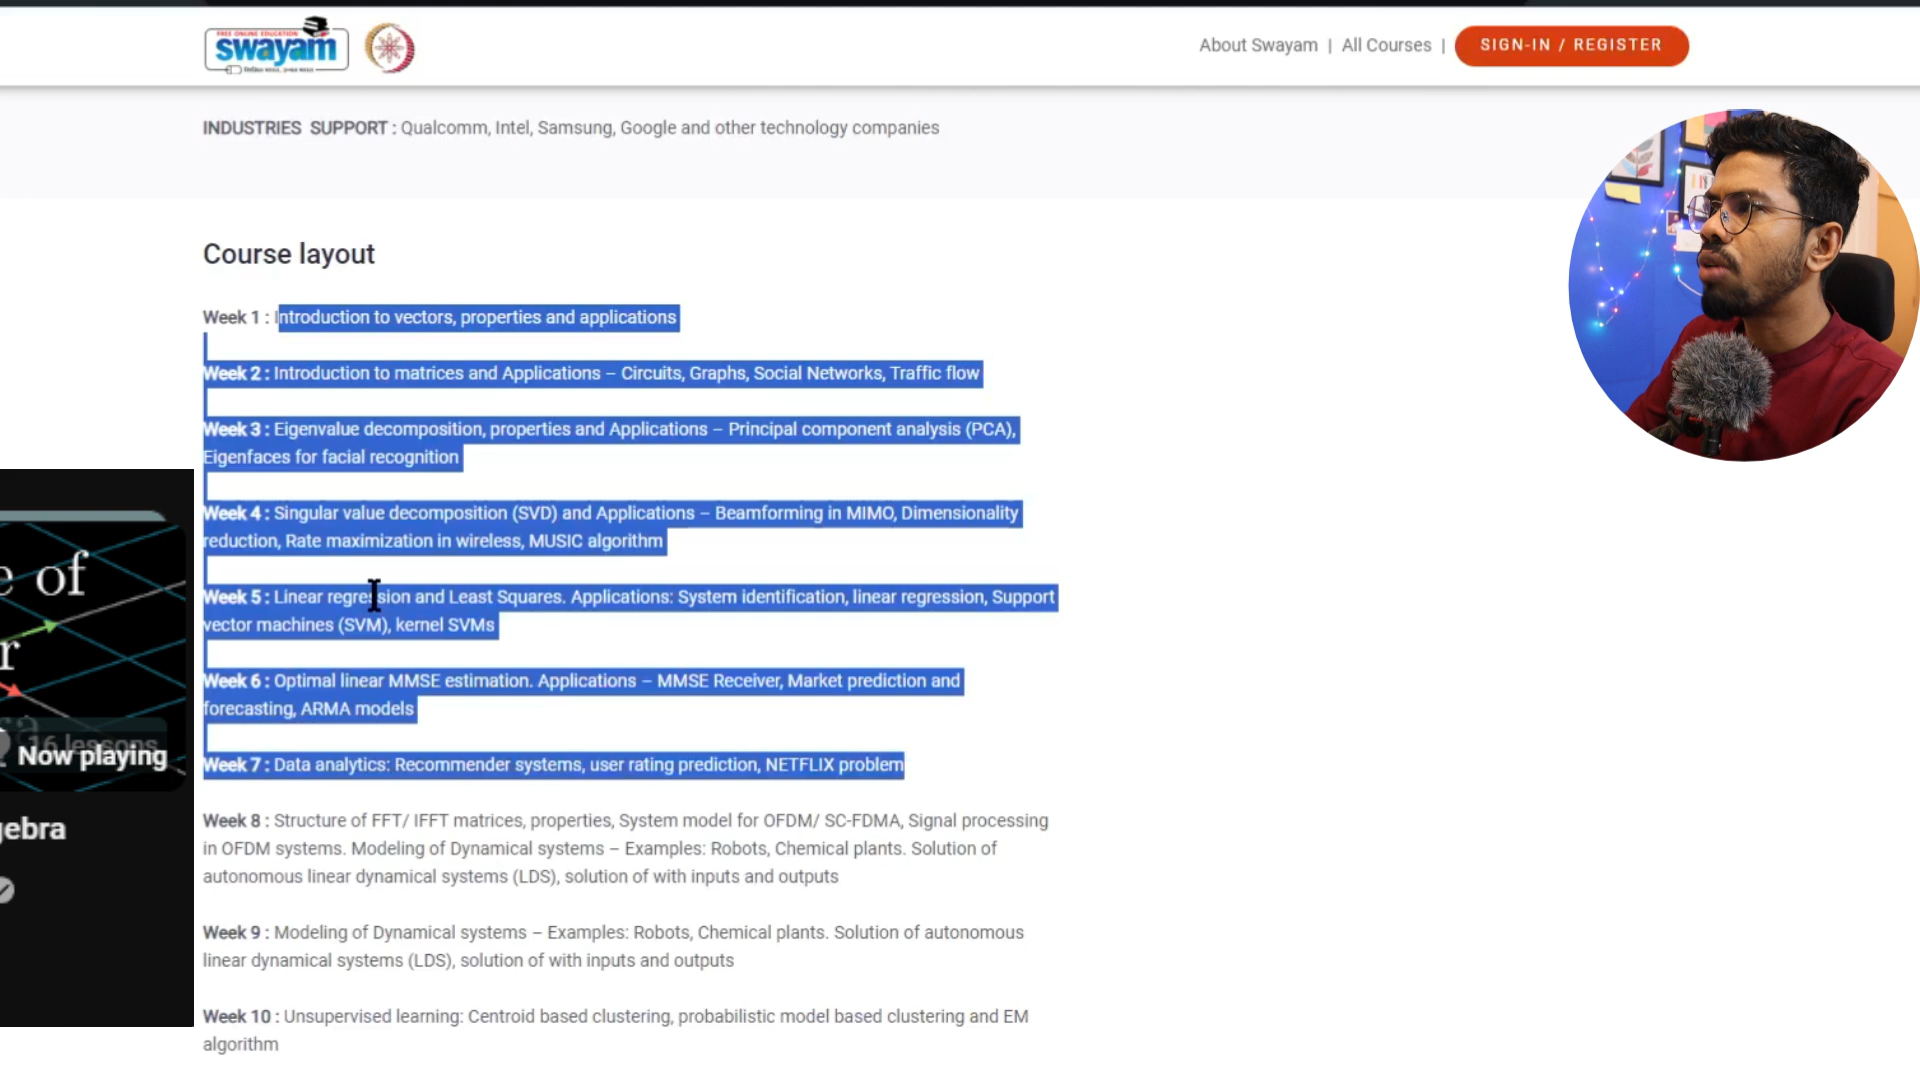 FREE ONLINE EDUCATION
swayam
About Swayam | All Courses |
SIGN-IN / REGISTER
INDUSTRIES SUPPORT : Qualcomm, Intel, Samsung, Google and other technology companies
Course layout
Week 1 : Introduction to vectors, properties and applications
Week 2 : Introduction to matrices and Applications – Circuits, Graphs, Social Networks, Traffic flow
Week 3 : Eigenvalue decomposition, properties and Applications – Principal component analysis (PCA),
Eigenfaces for facial recognition
Week 4 : Singular value decomposition (SVD) and Applications – Beamforming in MIMO, Dimensionality
reduction, Rate maximization in wireless, MUSIC algorithm
Week 5 : Linear regression and Least Squares. Applications: System identification, linear regression, Support
vector machines (SVM), kernel SVMs
Week 6 : Optimal linear MMSE estimation. Applications – MMSE Receiver, Market prediction and
forecasting, ARMA models
Week 7 : Data analytics: Recommender systems, user rating prediction, NETFLIX problem
Week 8 : Structure of FFT/ IFFT matrices, properties, System model for OFDM/ SC-FDMA, Signal processing
in OFDM systems. Modeling of Dynamical systems – Examples: Robots, Chemical plants. Solution of
autonomous linear dynamical systems (LDS), solution of with inputs and outputs
Week 9 : Modeling of Dynamical systems – Examples: Robots, Chemical plants. Solution of autonomous
linear dynamical systems (LDS), solution of with inputs and outputs
Week 10 : Unsupervised learning: Centroid based clustering, probabilistic model based clustering and EM
algorithm
e of
r
16 lessons
Now playing
gebra